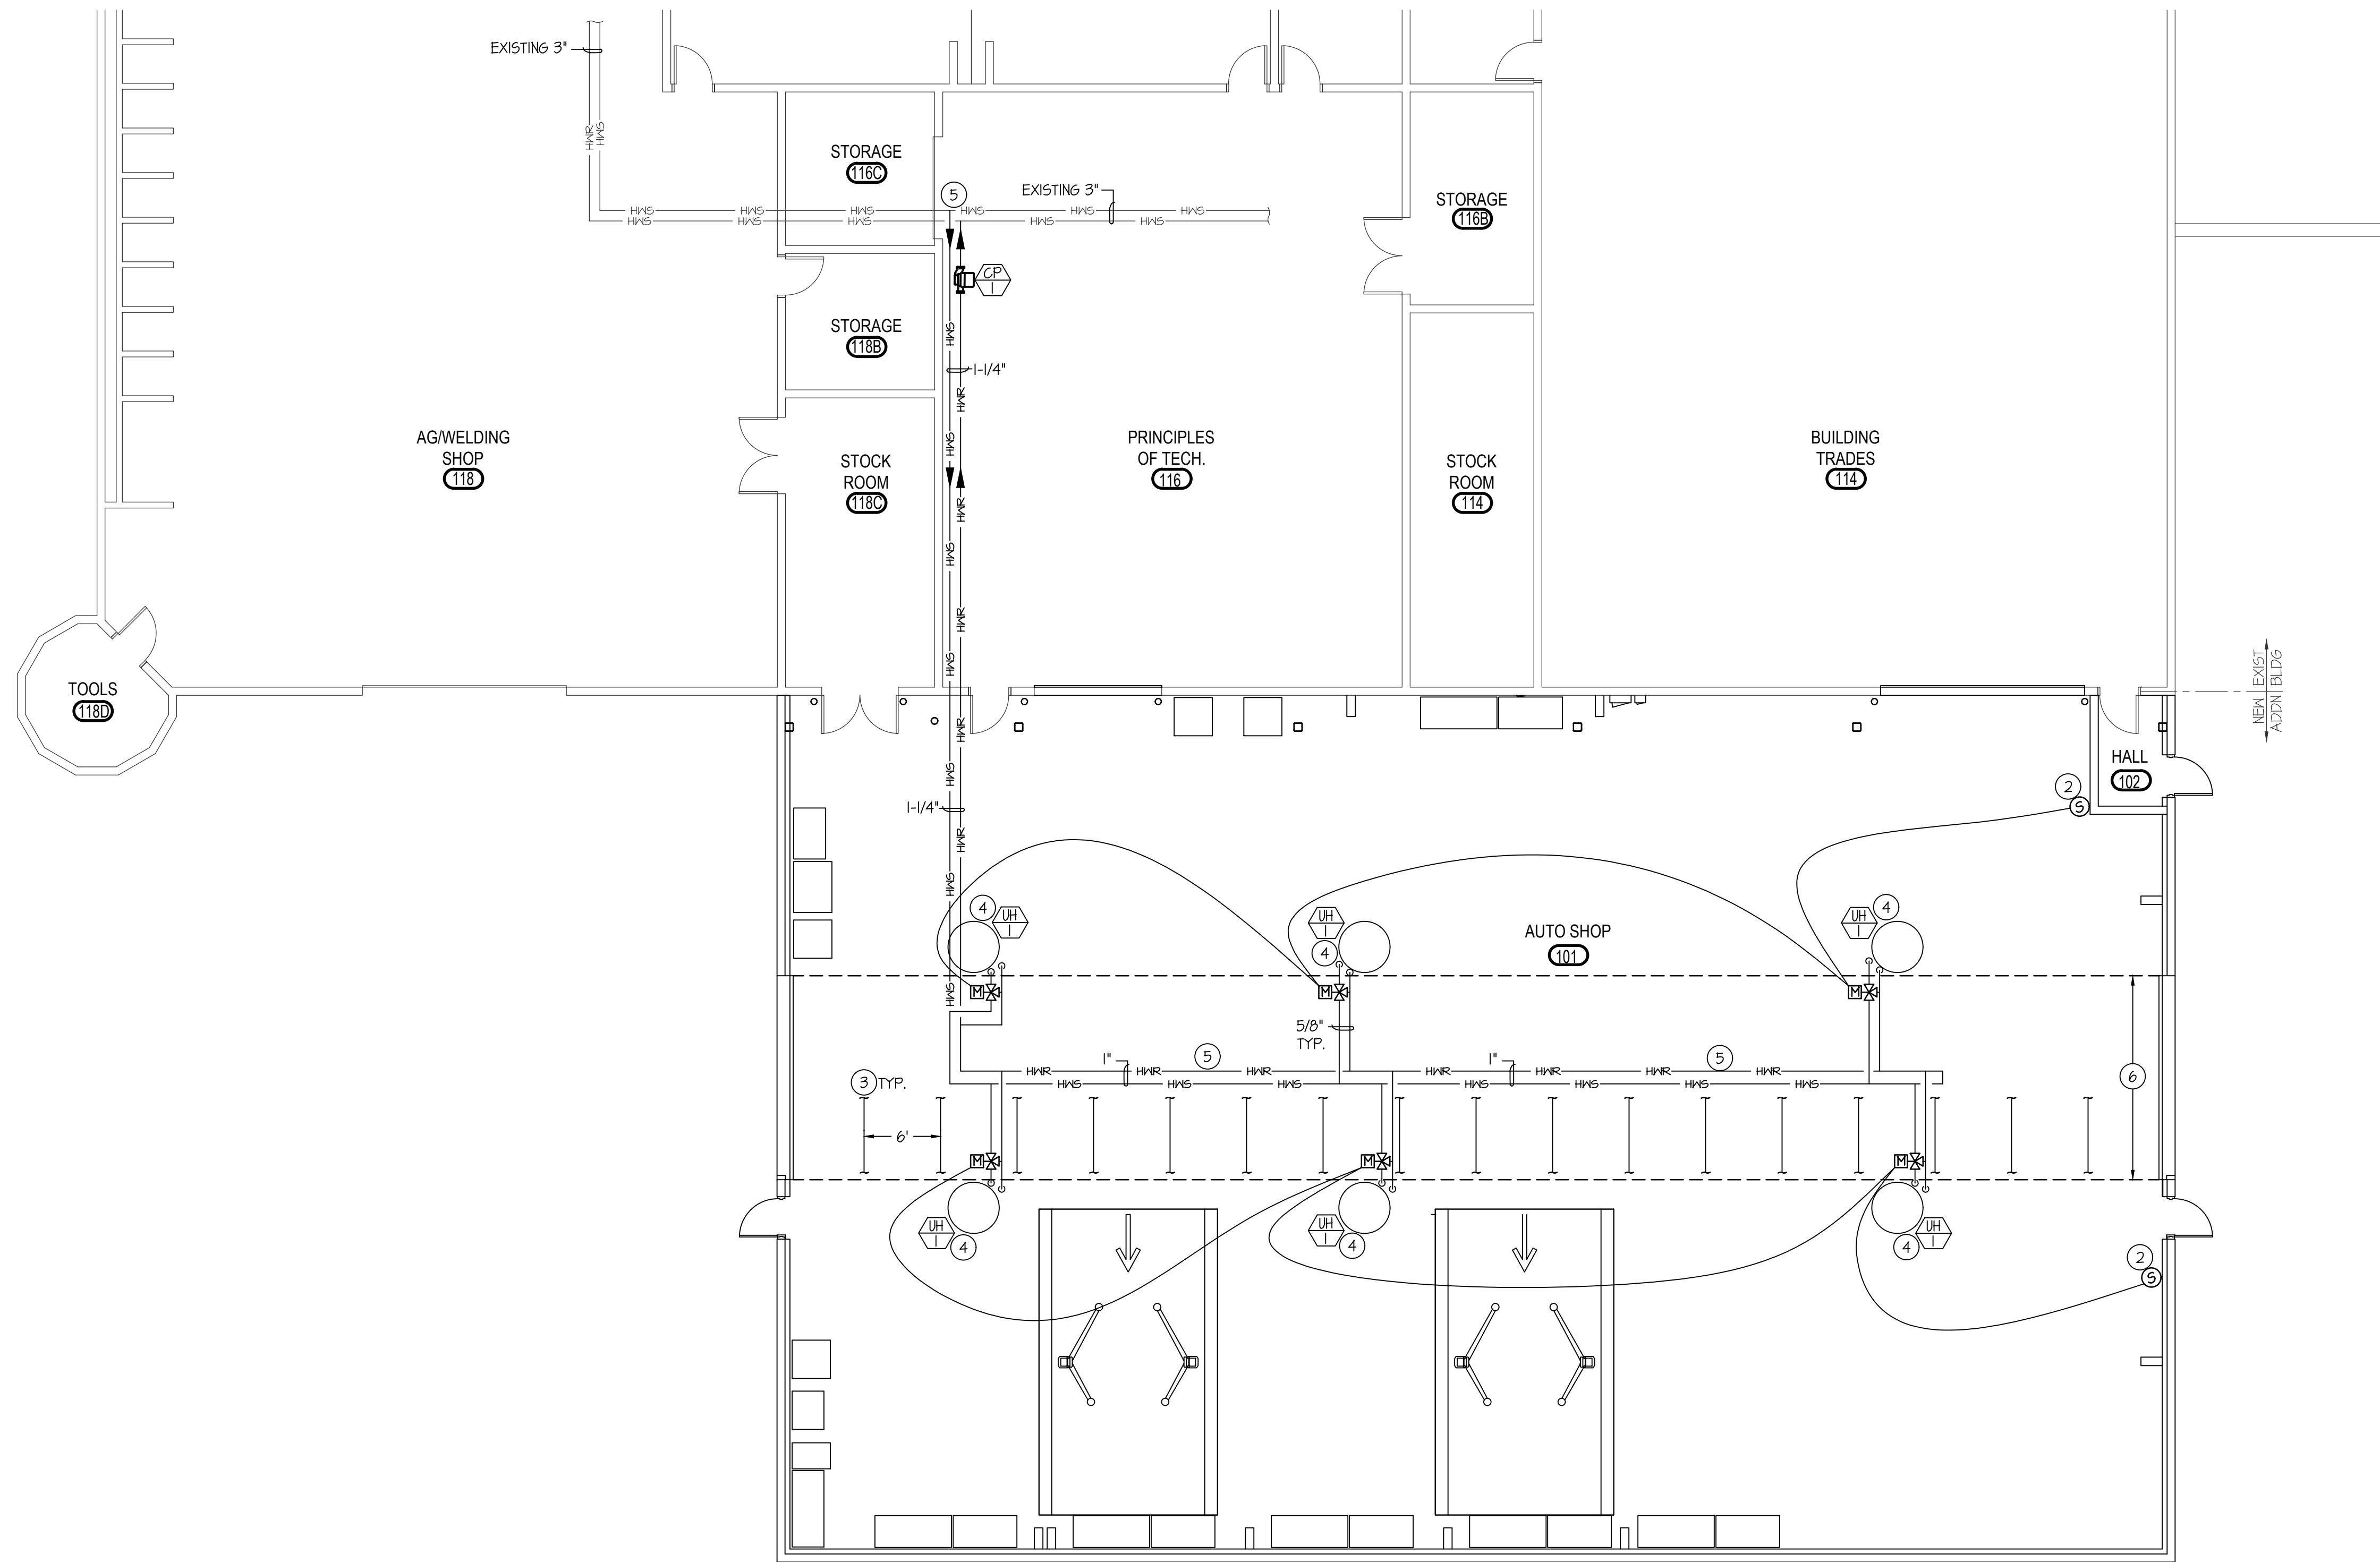 EXISTING 3"
HWR
HWS
STORAGE
116C
5
EXISTING 3"
HWS HWS HWS HWS HWS HWS
HWS HWS HWS HWS HWS
STORAGE
116B
CP
1
STORAGE
118B
HWS
1-1/4"
HWR
AG/WELDING
SHOP
118
HWS
PRINCIPLES
OF TECH.
116
BUILDING
TRADES
114
STOCK
ROOM
118C
STOCK
ROOM
114
HWR
HWS
HWR
HWS
TOOLS
118D
NEW EXIST
ADDN BLDG
HWR
HWS
HALL
102
2
S
1-1/4"
HWR
HWS
4
UH
1
UH
1
4
UH
1
4
AUTO SHOP
101
M
M
M
HWS
5/8"
TYP.
1"
5
1"
5
HWR HWR HWR HWR HWR HWR HWR
HWS HWS HWS HWS HWS HWS HWS
3 TYP.
6
6'
M
M
M
UH
1
4
UH
1
4
UH
1
4
2
S